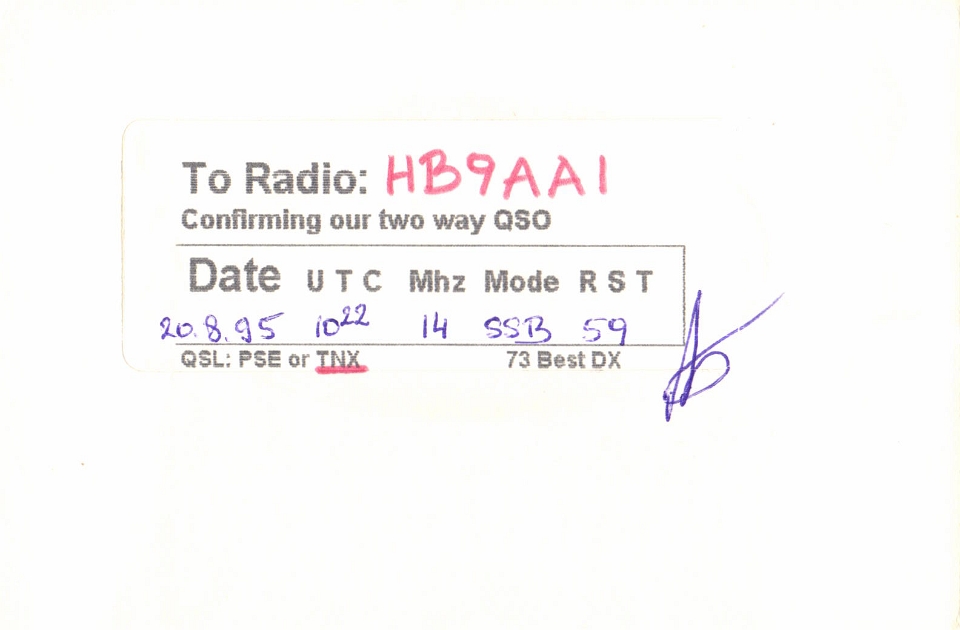 To Radio: HB9AAI
Confirming our two way QSO
Date UTC Mhz Mode RST
20.8.95 10²² 14 SSB 59
QSL: PSE or TNX 73 Best DX